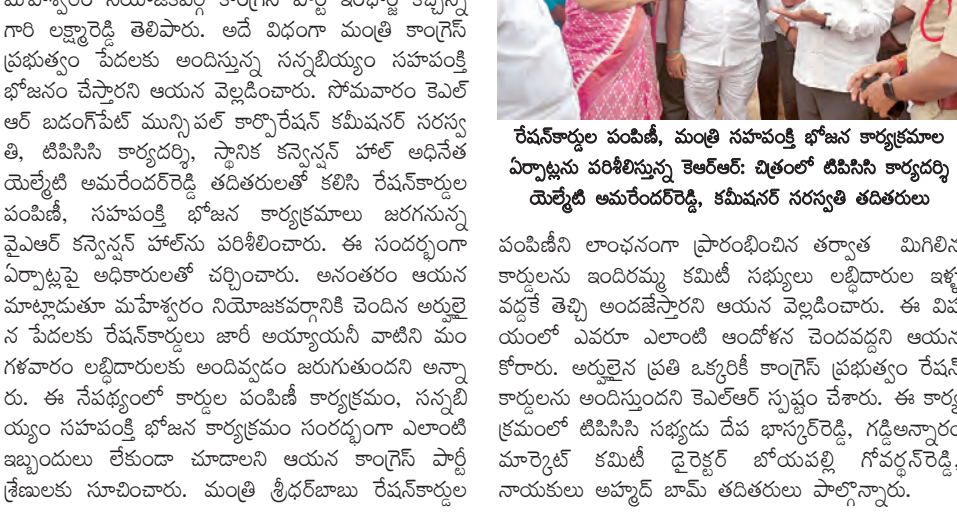 మహేశ్వరం నియోజకవర్గ కాంగ్రెస్ పార్టీ ఇంఛార్జి కిచ్చెన్న
గారి లక్ష్మారెడ్డి తెలిపారు. అదే విధంగా మంత్రి కాంగ్రెస్
ప్రభుత్వం పేదలకు అందిస్తున్న సన్నబియ్యం సహపంక్తి
భోజనం చేస్తారని ఆయన వెల్లడించారు. సోమవారం కెఎల్
ఆర్ బడంగ్‌పేట్ మున్సిపల్ కార్పొరేషన్ కమీషనర్ సరస్వ
తి, టిపిసిసి కార్యదర్శి, స్థానిక కన్వెన్షన్ హాల్ అధినేత
యెల్మేటి అమరేందర్‌రెడ్డి తదితరులతో కలిసి రేషన్‌కార్డుల
పంపిణీ, సహపంక్తి భోజన కార్యక్రమాలు జరగనున్న
వైఎఆర్ కన్వెన్షన్ హాల్‌ను పరిశీలించారు. ఈ సందర్భంగా
ఏర్పాట్లపై అధికారులతో చర్చించారు. అనంతరం ఆయన
మాట్లాడుతూ మహేశ్వరం నియోజకవర్గానికి చెందిన అర్హులై
న పేదలకు రేషన్‌కార్డులు జారీ అయ్యాయనీ వాటిని మం
గళవారం లబ్ధిదారులకు అందివ్వడం జరుగుతుందని అన్నా
రు. ఈ నేపథ్యంలో కార్డుల పంపిణీ కార్యక్రమం, సన్నబి
య్యం సహపంక్తి భోజన కార్యక్రమం సందర్భంగా ఎలాంటి
ఇబ్బందులు లేకుండా చూడాలని ఆయన కాంగ్రెస్ పార్టీ
శ్రేణులకు సూచించారు. మంత్రి శ్రీధర్‌బాబు రేషన్‌కార్డుల
రేషన్‌కార్డుల పంపిణీ, మంత్రి సహపంక్తి భోజన కార్యక్రమాల
ఏర్పాట్లను పరిశీలిస్తున్న కెఆర్ఆర్: చిత్రంలో టిపిసిసి కార్యదర్శి
యెల్మేటి అమరేందర్‌రెడ్డి, కమీషనర్ సరస్వతి తదితరులు
పంపిణీని లాంఛనంగా ప్రారంభించిన తర్వాత మిగిలిన
కార్డులను ఇందిరమ్మ కమిటీ సభ్యులు లబ్ధిదారుల ఇళ్ళ
వద్దకే తెచ్చి అందజేస్తారని ఆయన వెల్లడించారు. ఈ విష
యంలో ఎవరూ ఎలాంటి ఆందోళన చెందవద్దని ఆయన
కోరారు. అర్హులైన ప్రతి ఒక్కరికీ కాంగ్రెస్ ప్రభుత్వం రేషన్
కార్డులను అందిస్తుందని కెఎల్ఆర్ స్పష్టం చేశారు. ఈ కార్య
క్రమంలో టిపిసిసి సభ్యడు దేప భాస్కర్‌రెడ్డి, గడ్డిఅన్నారం
మార్కెట్ కమిటీ డైరెక్టర్ బోయపల్లి గోవర్ధన్‌రెడ్డి,
నాయకులు అహ్మద్ బామ్ తదితరులు పాల్గొన్నారు.